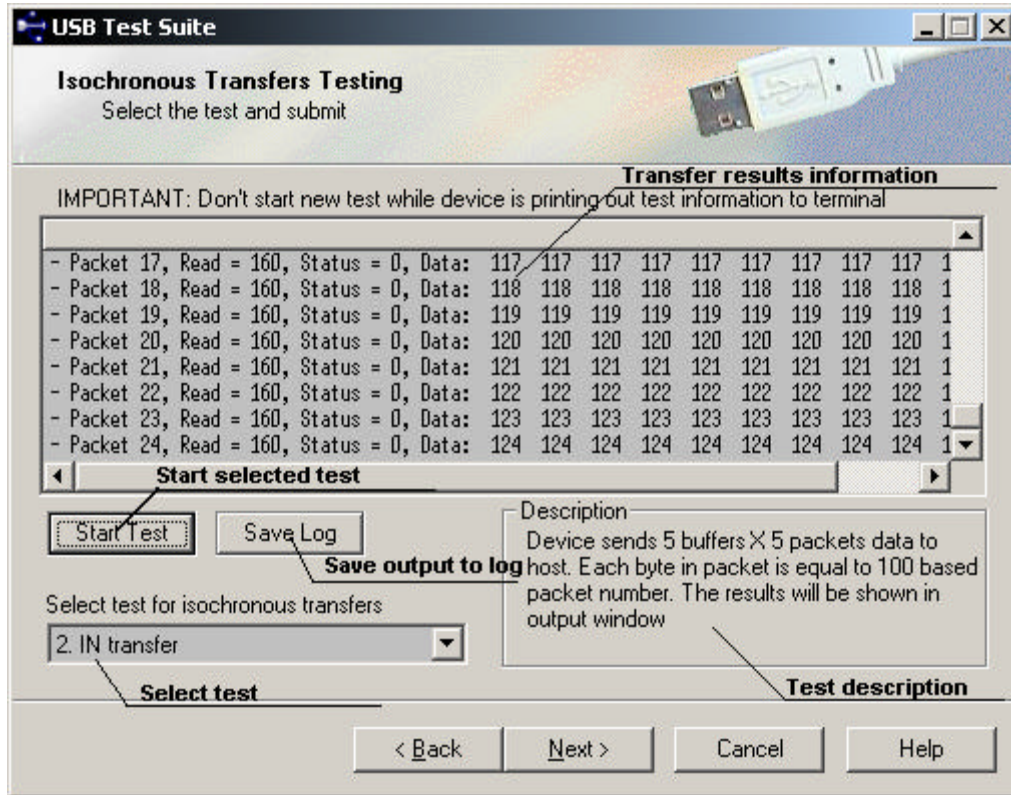 USB Test Suite
Isochronous Transfers Testing
Select the test and submit
Transfer results information
IMPORTANT: Don't start new test while device is printing out test information to terminal
- Packet 17, Read = 160, Status = 0, Data: 117 117 117 117 117 117 117 117 117 1
- Packet 18, Read = 160, Status = 0, Data: 118 118 118 118 118 118 118 118 118 1
- Packet 19, Read = 160, Status = 0, Data: 119 119 119 119 119 119 119 119 119 1
- Packet 20, Read = 160, Status = 0, Data: 120 120 120 120 120 120 120 120 120 1
- Packet 21, Read = 160, Status = 0, Data: 121 121 121 121 121 121 121 121 121 1
- Packet 22, Read = 160, Status = 0, Data: 122 122 122 122 122 122 122 122 122 1
- Packet 23, Read = 160, Status = 0, Data: 123 123 123 123 123 123 123 123 123 1
- Packet 24, Read = 160, Status = 0, Data: 124 124 124 124 124 124 124 124 124 1
Start selected test
Start Test
Save Log
Save output to log
Description
Device sends 5 buffers X 5 packets data to
host. Each byte in packet is equal to 100 based
packet number. The results will be shown in
output window
Select test for isochronous transfers
2. IN transfer
Select test
Test description
< Back
Next >
Cancel
Help